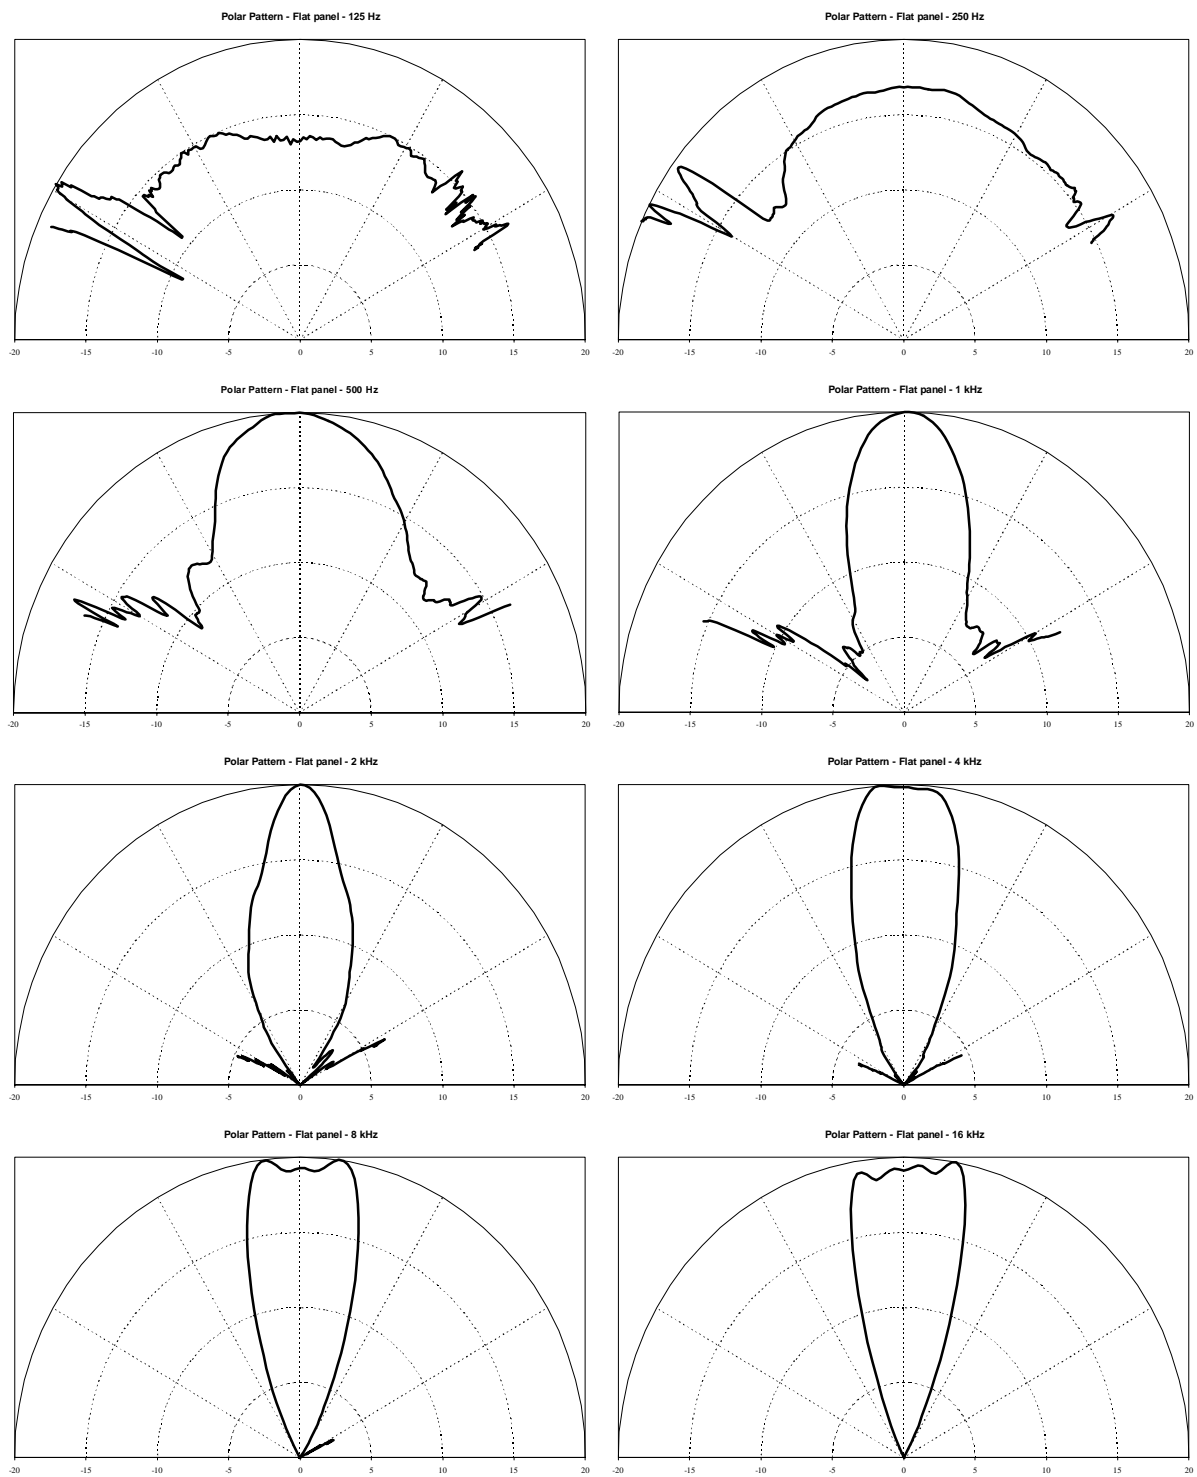 Polar Pattern - Flat panel - 125 Hz
-20 -15 -10 -5 0 5 10 15 20
Polar Pattern - Flat panel - 250 Hz
-20 -15 -10 -5 0 5 10 15 20
Polar Pattern - Flat panel - 500 Hz
-20 -15 -10 -5 0 5 10 15 20
Polar Pattern - Flat panel - 1 kHz
-20 -15 -10 -5 0 5 10 15 20
Polar Pattern - Flat panel - 2 kHz
-20 -15 -10 -5 0 5 10 15 20
Polar Pattern - Flat panel - 4 kHz
-20 -15 -10 -5 0 5 10 15 20
Polar Pattern - Flat panel - 8 kHz
-20 -15 -10 -5 0 5 10 15 20
Polar Pattern - Flat panel - 16 kHz
-20 -15 -10 -5 0 5 10 15 20